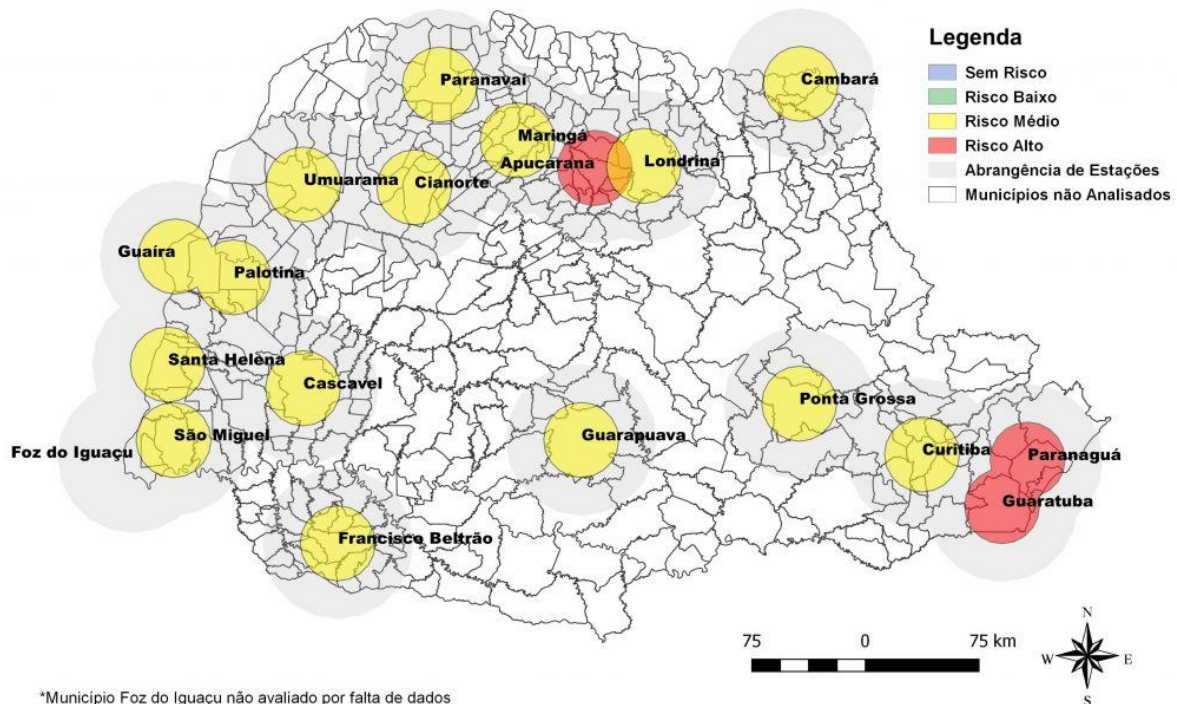 Legenda
Sem Risco
Risco Baixo
Risco Médio
Risco Alto
Abrangência de Estações
Municípios não Analisados
Paranavaí
Cambará
Maringá
Apucarana
Londrina
Umuarama
Cianorte
Guaíra
Palotina
Santa Helena
Cascavel
Ponta Grossa
São Miguel
Guarapuava
Foz do Iguaçu
Curitiba
Paranaguá
Guaratuba
Francisco Beltrão
75 0 75 km
N
W E
S
*Município Foz do Iguaçu não avaliado por falta de dados